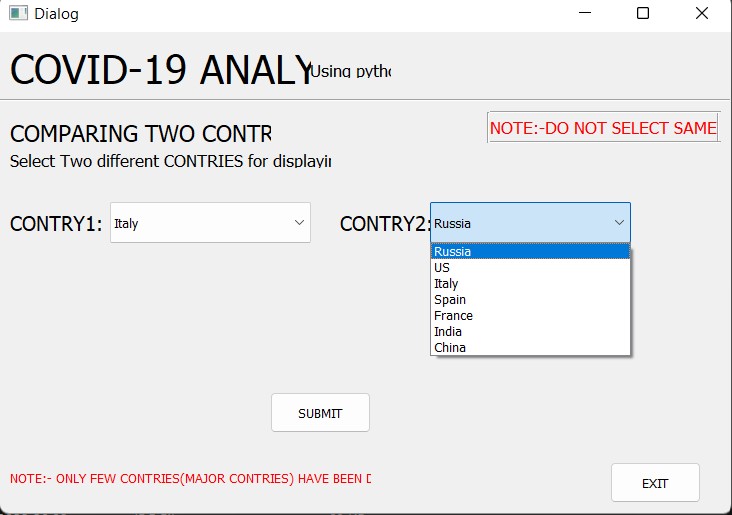 Dialog
COVID-19 ANALY
Using pytho
COMPARING TWO CONTR
NOTE:-DO NOT SELECT SAME
Select Two different CONTRIES for displayin
CONTRY1:
Italy
CONTRY2:
Russia
Russia
US
Italy
Spain
France
India
China
SUBMIT
NOTE:- ONLY FEW CONTRIES(MAJOR CONTRIES) HAVE BEEN D
EXIT